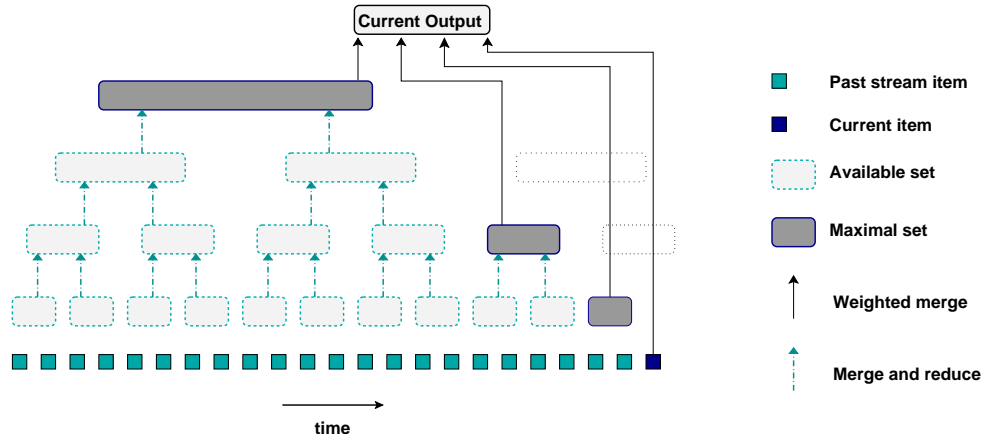 Current Output
Past stream item
Current item
Available set
Maximal set
Weighted merge
Merge and reduce
time